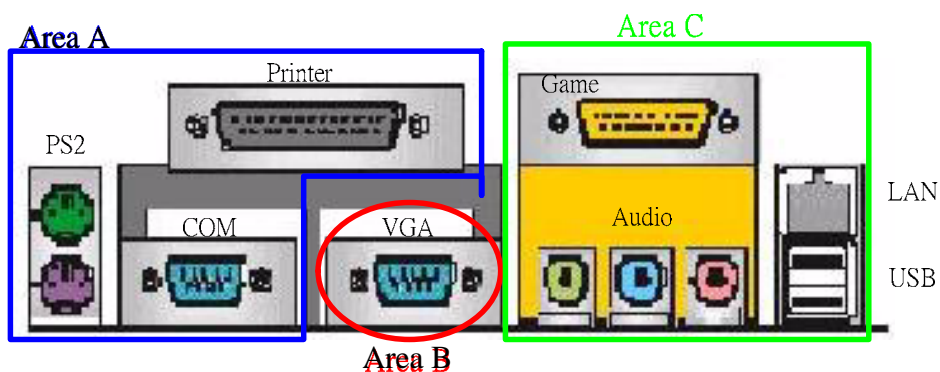 Area A
Area C
Printer
Game
PS2
LAN
COM
VGA
Audio
USB
Area B